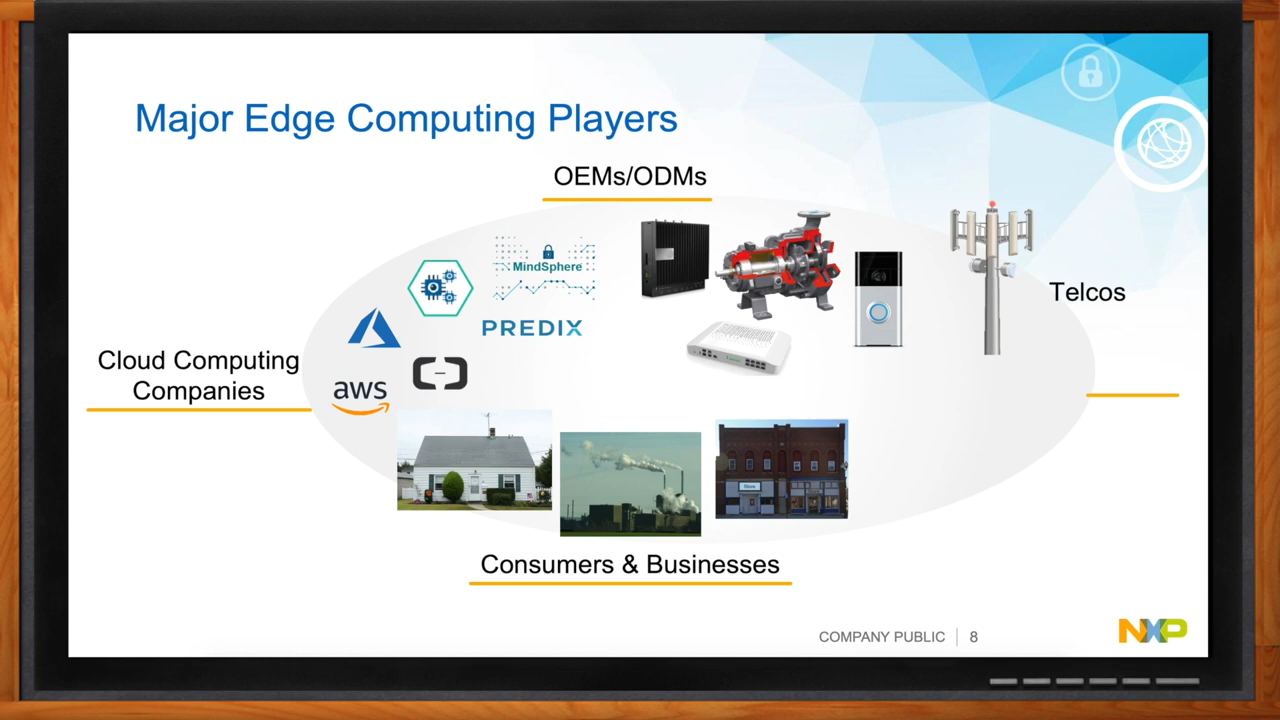 Major Edge Computing Players
OEMs/ODMs
MindSphere
PREDIX
Telcos
Cloud Computing
Companies
aws
Store
Consumers & Businesses
COMPANY PUBLIC
8
NXP